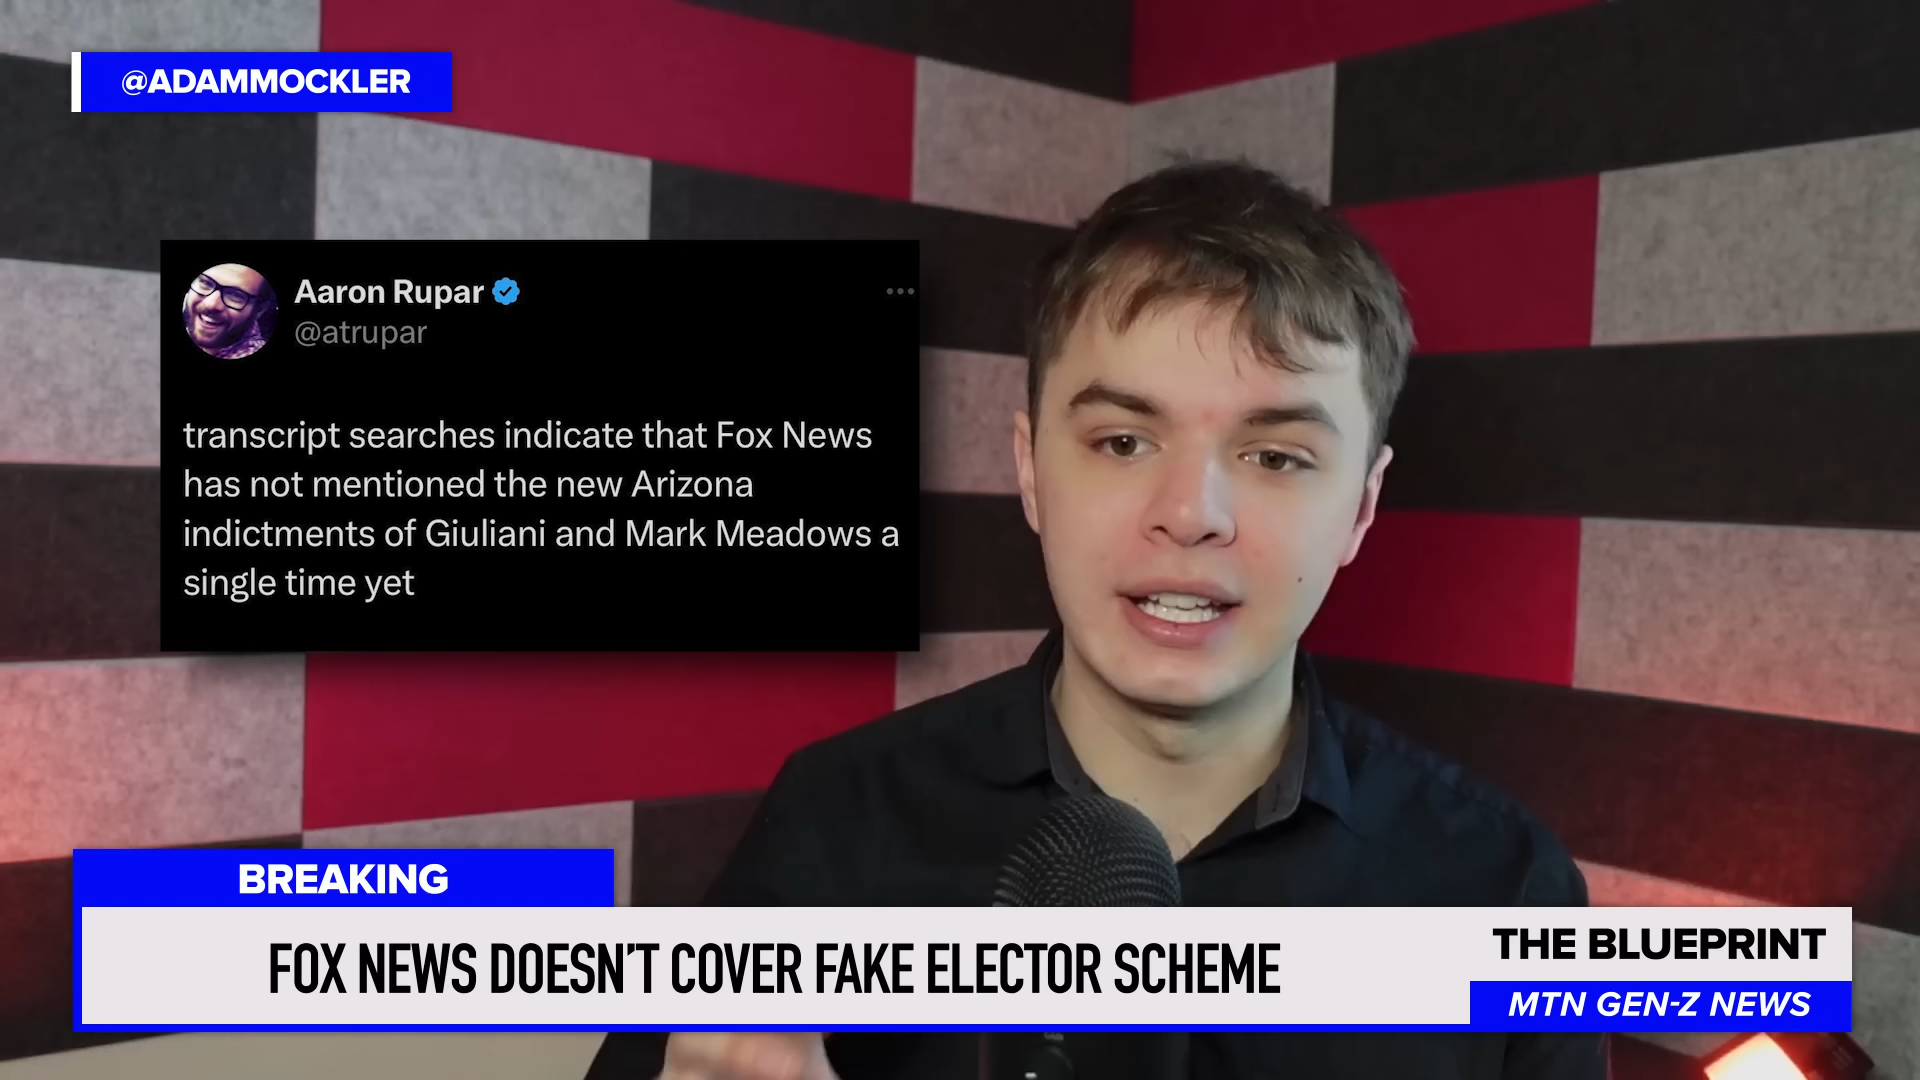 @ADAMMOCKLER
Aaron Rupar
@atrupar
transcript searches indicate that Fox News
has not mentioned the new Arizona
indictments of Giuliani and Mark Meadows a
single time yet
BREAKING
FOX NEWS DOESN'T COVER FAKE ELECTOR SCHEME
THE BLUEPRINT
MTN GEN-Z NEWS